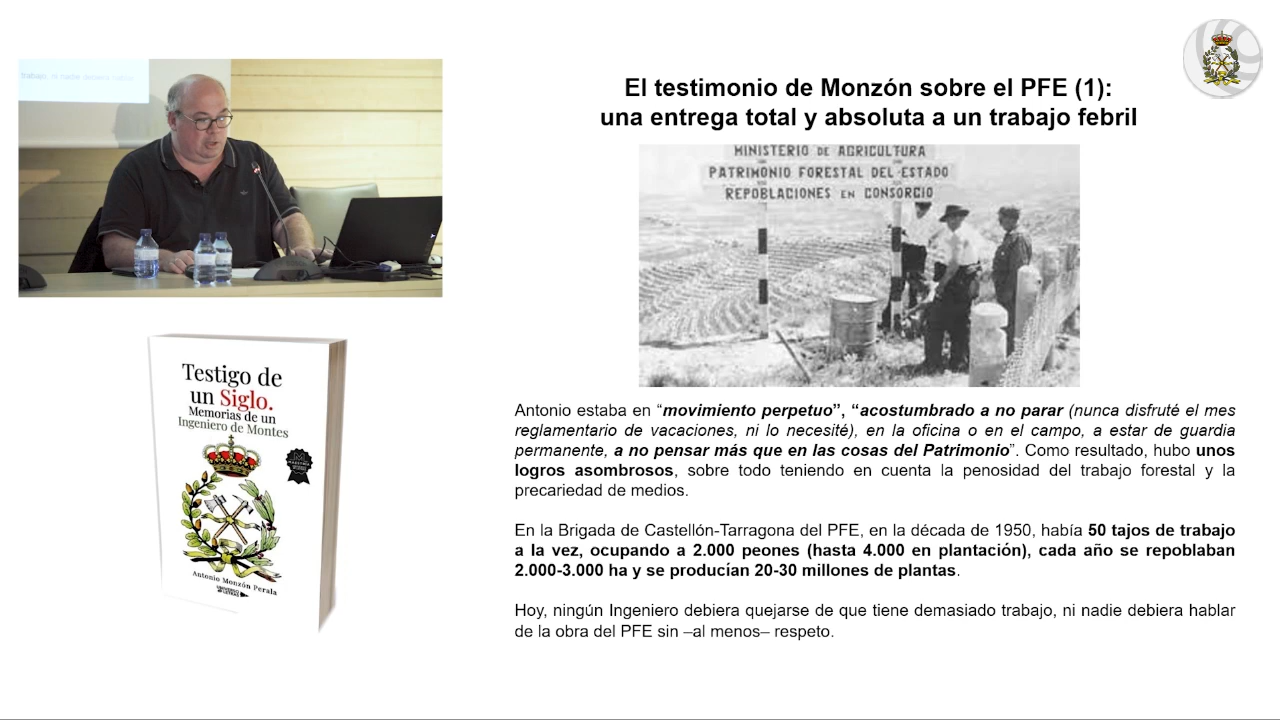 El testimonio de Monzón sobre el PFE (1):
una entrega total y absoluta a un trabajo febril
trabajo, ni nadie debiera hablar
MINISTERIO DE AGRICULTURA
PATRIMONIO FORESTAL DEL ESTADO
REPOBLACIONES EN CONSORCIO
Testigo de
un Siglo.
Memorias de un
Ingeniero de Montes
Antonio Monzón Perala
UNIVERSO
DE LETRAS
Antonio estaba en “movimiento perpetuo”, “acostumbrado a no parar (nunca disfruté el mes
reglamentario de vacaciones, ni lo necesité), en la oficina o en el campo, a estar de guardia
permanente, a no pensar más que en las cosas del Patrimonio”. Como resultado, hubo unos
logros asombrosos, sobre todo teniendo en cuenta la penosidad del trabajo forestal y la
precariedad de medios.
En la Brigada de Castellón-Tarragona del PFE, en la década de 1950, había 50 tajos de trabajo
a la vez, ocupando a 2.000 peones (hasta 4.000 en plantación), cada año se repoblaban
2.000-3.000 ha y se producían 20-30 millones de plantas.
Hoy, ningún Ingeniero debiera quejarse de que tiene demasiado trabajo, ni nadie debiera hablar
de la obra del PFE sin –al menos– respeto.